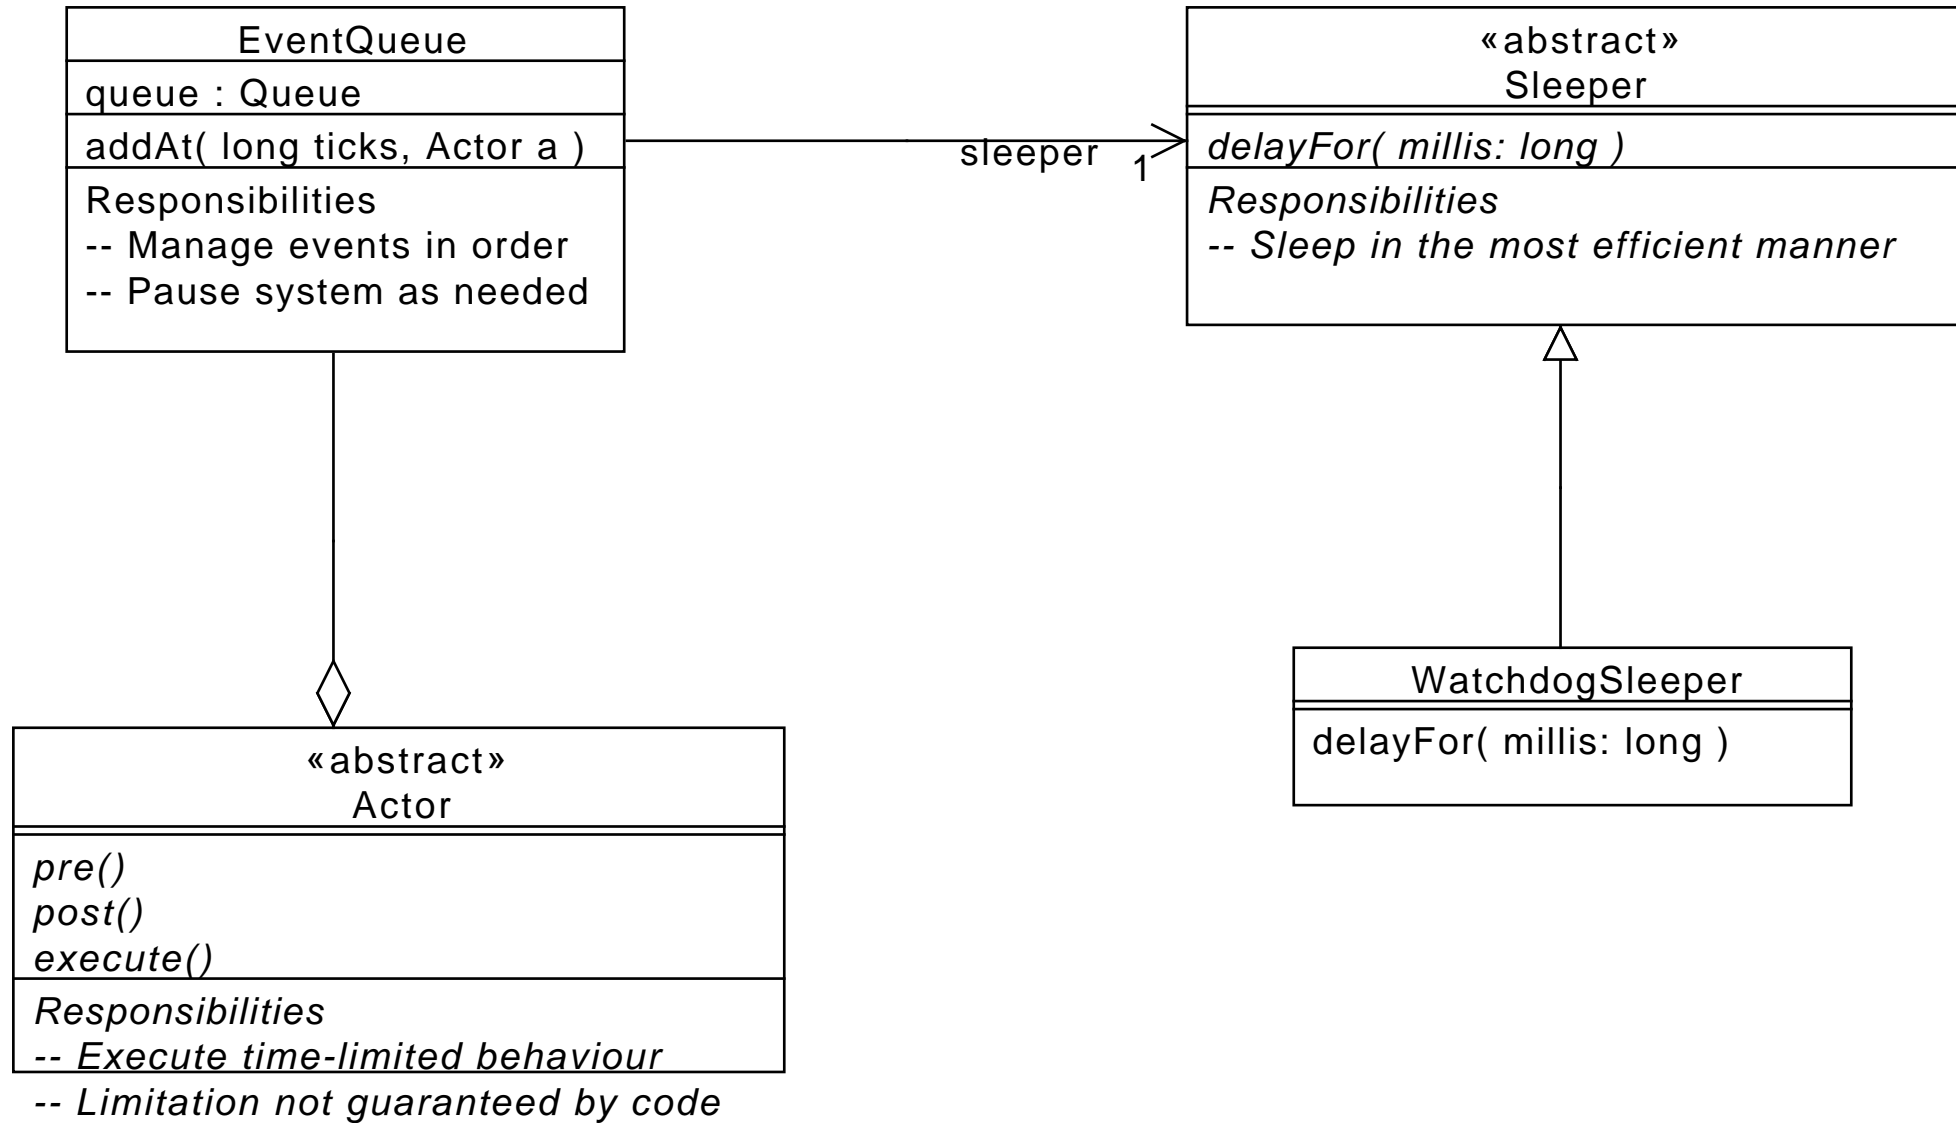 EventQueue
queue : Queue
addAt( long ticks, Actor a )
Responsibilities
-- Manage events in order
-- Pause system as needed
sleeper
1
«abstract»
Sleeper
delayFor( millis: long )
Responsibilities
-- Sleep in the most efficient manner
WatchdogSleeper
delayFor( millis: long )
«abstract»
Actor
pre()
post()
execute()
Responsibilities
-- Execute time-limited behaviour
-- Limitation not guaranteed by code